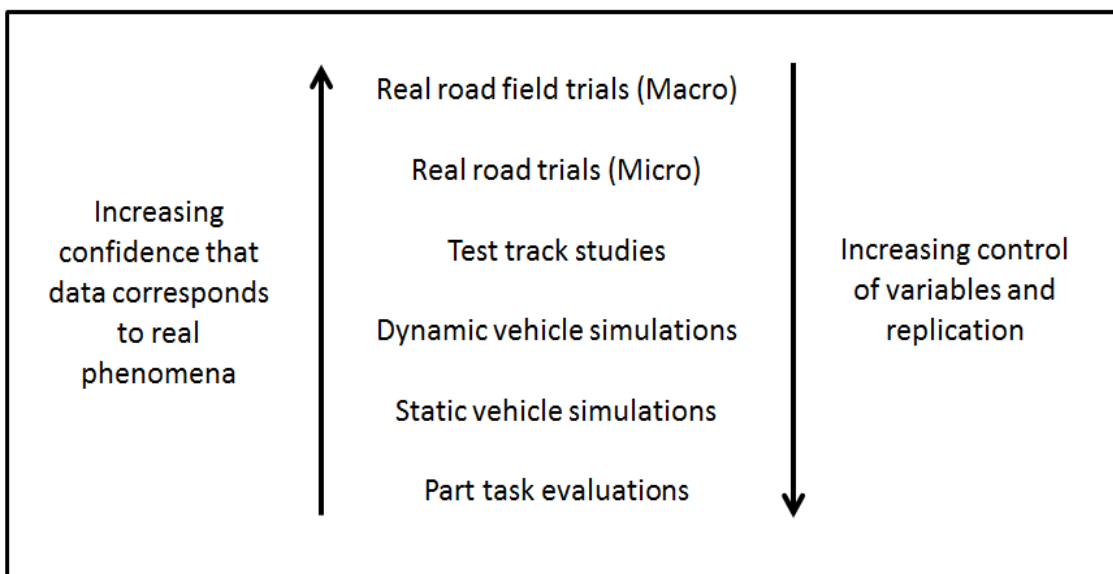 Increasing
confidence that
data corresponds
to real
phenomena
Real road field trials (Macro)
Real road trials (Micro)
Test track studies
Dynamic vehicle simulations
Static vehicle simulations
Part task evaluations
Increasing control
of variables and
replication